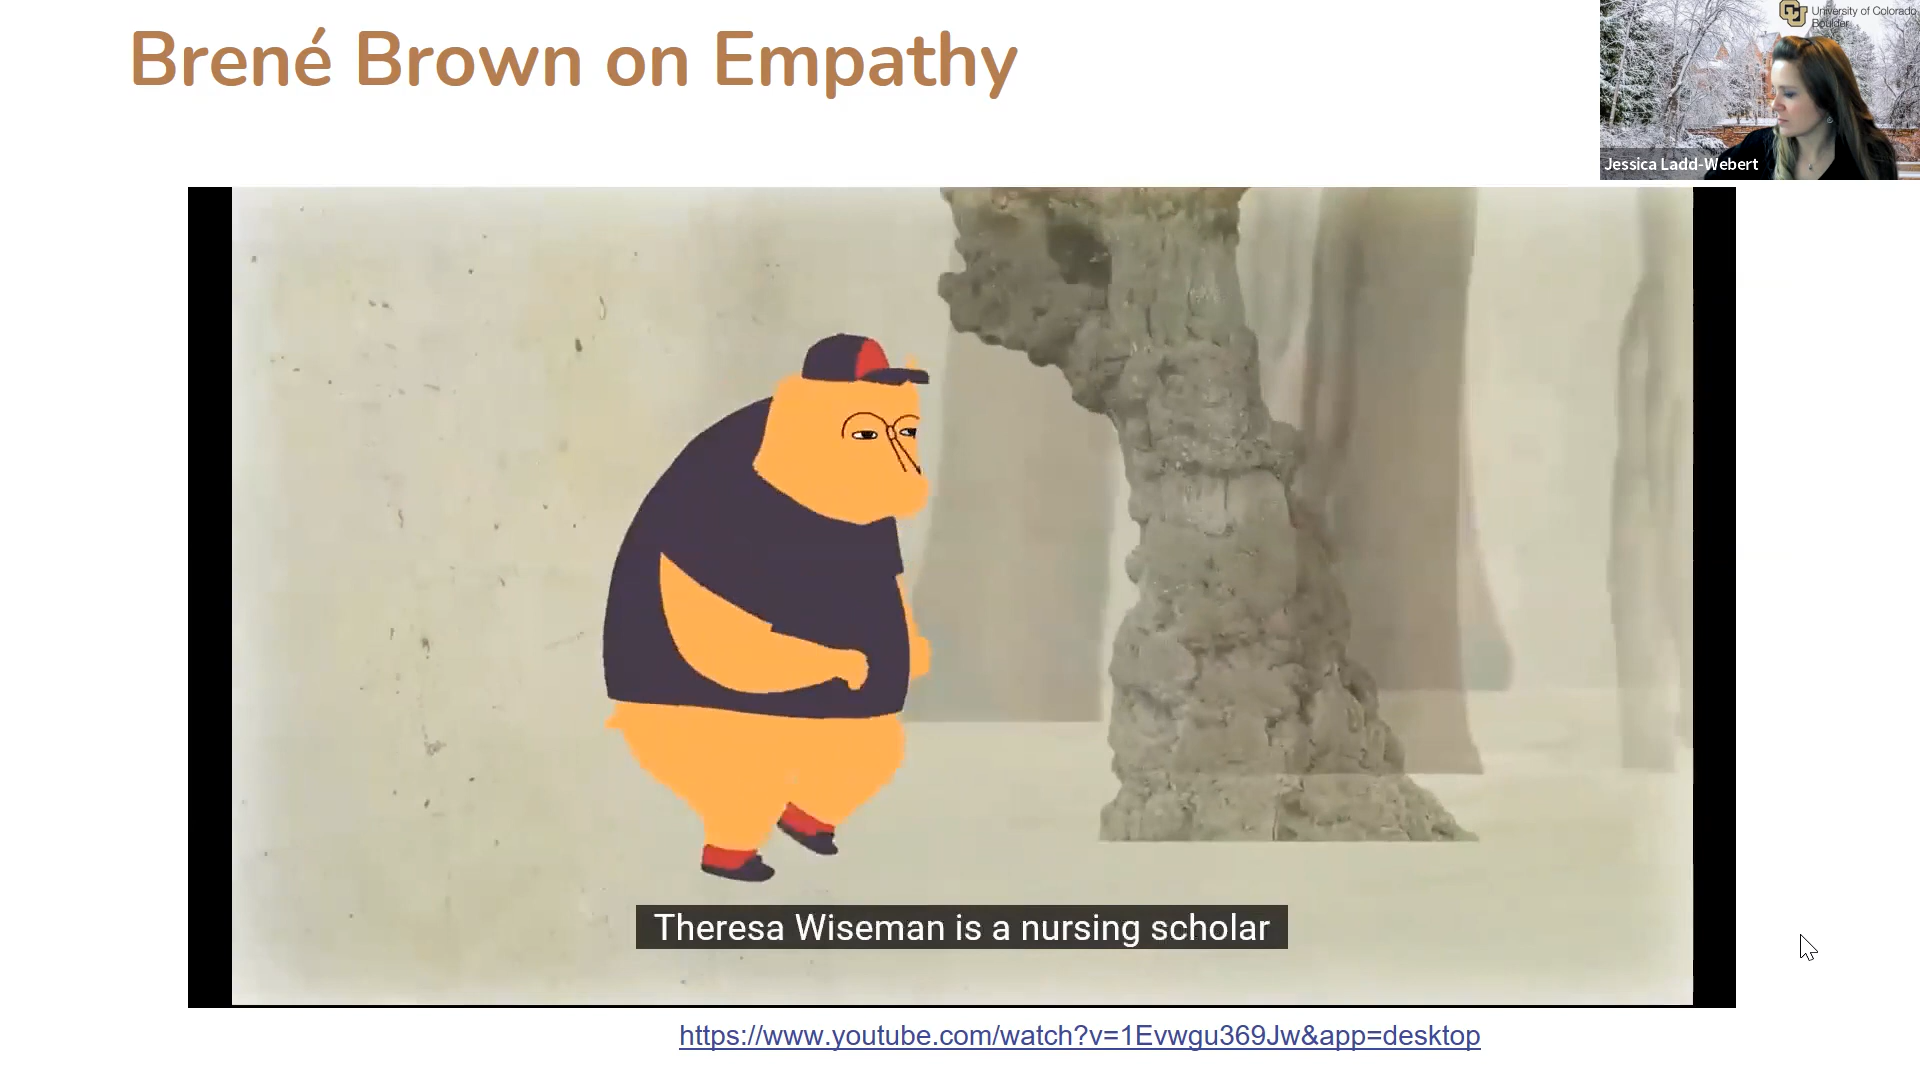 Brené Brown on Empathy
University of Colorado
Boulder
Jessica Ladd-Webert
Theresa Wiseman is a nursing scholar
https://www.youtube.com/watch?v=1Evwgu369Jw&app=desktop